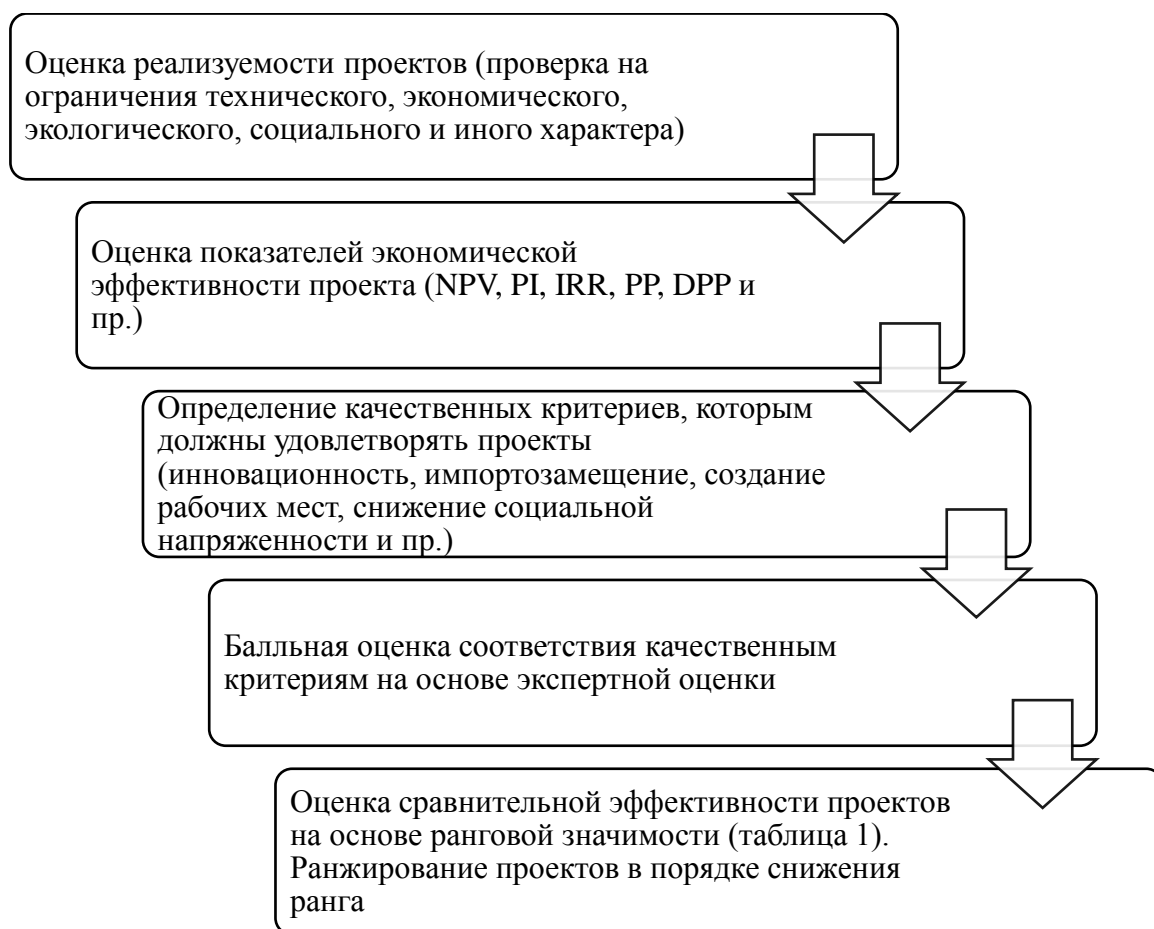 Оценка реализуемости проектов (проверка на
ограничения технического, экономического,
экологического, социального и иного характера)
Оценка показателей экономической
эффективности проекта (NPV, PI, IRR, PP, DPP и
пр.)
Определение качественных критериев, которым
должны удовлетворять проекты
(инновационность, импортозамещение, создание
рабочих мест, снижение социальной
напряженности и пр.)
Балльная оценка соответствия качественным
критериям на основе экспертной оценки
Оценка сравнительной эффективности проектов
на основе ранговой значимости (таблица 1).
Ранжирование проектов в порядке снижения
ранга